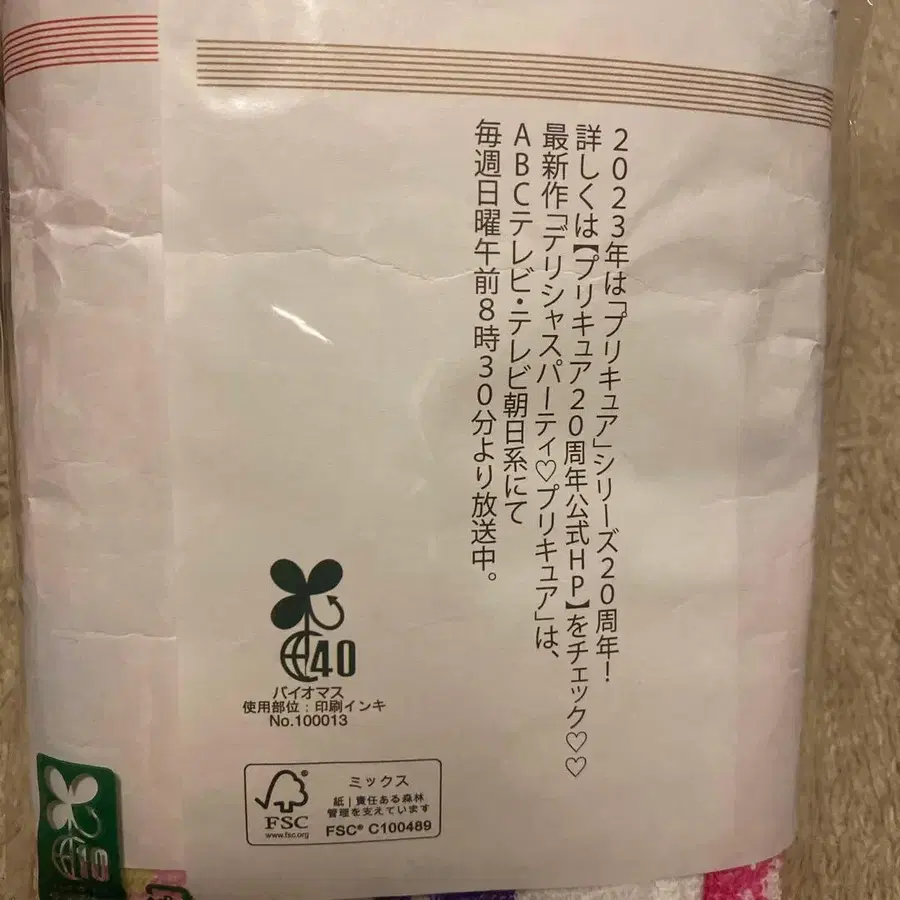 2023年は「プリキュア」シリーズ20周年!
詳しくは【プリキュア20周年公式HP】をチェック♡♡
最新作「デリシャスパーティ♡プリキュア」は、
ABCテレビ・テレビ朝日系にて
毎週日曜午前8時30分より放送中。
40
バイオマス
使用部位:印刷インキ
No.100013
FSC
www.fsc.org
ミックス
紙|責任ある森林
管理を支えています
FSC® C100489
10